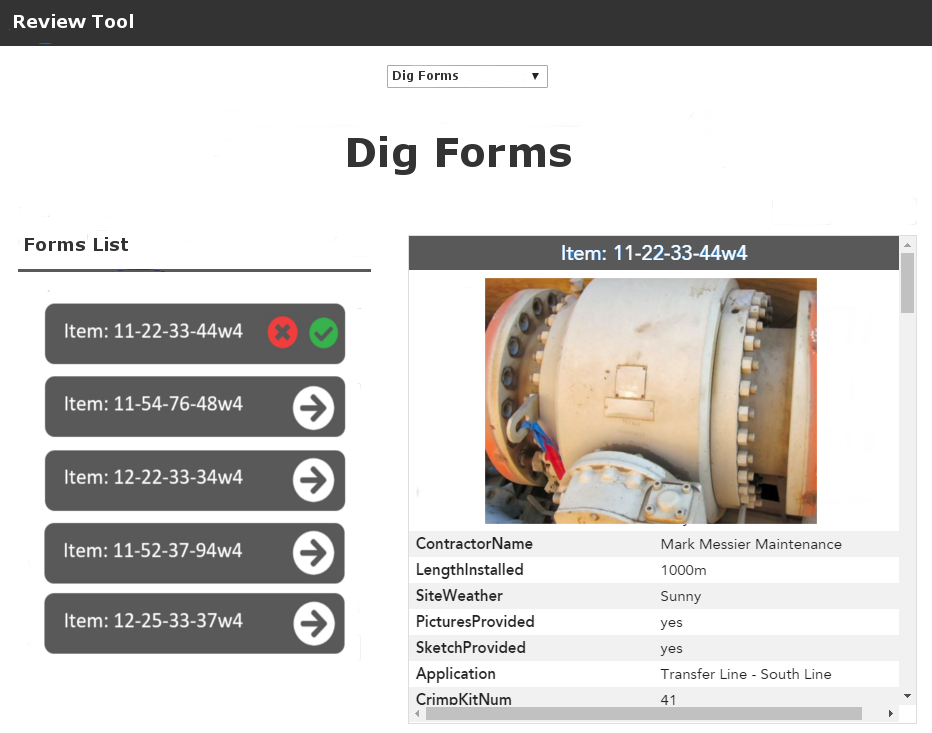 Review Tool
Dig Forms
Dig Forms
Forms List
Item: 11-22-33-44w4
Item: 11-54-76-48w4
Item: 12-22-33-34w4
Item: 11-52-37-94w4
Item: 12-25-33-37w4
Item: 11-22-33-44w4
ContractorName Mark Messier Maintenance
LengthInstalled 1000m
SiteWeather Sunny
PicturesProvided yes
SketchProvided yes
Application Transfer Line - South Line
CrimpKitNum 41